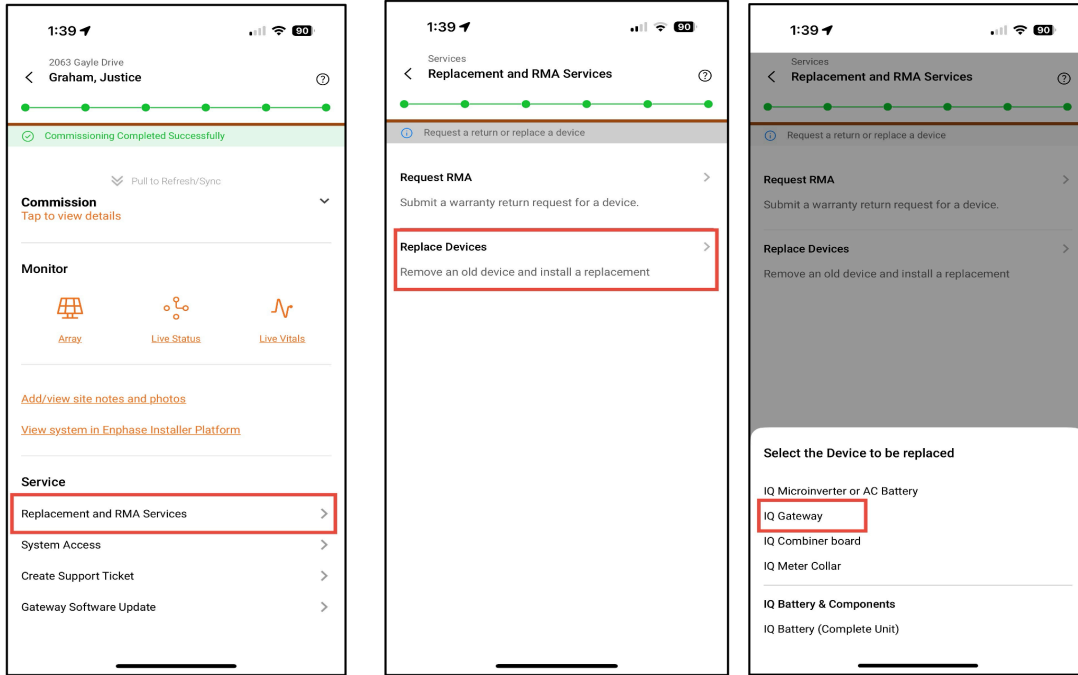 1:39
90
2063 Gayle Drive
Graham, Justice
Commissioning Completed Successfully
Pull to Refresh/Sync
Commission
Tap to view details
Monitor
Array
Live Status
Live Vitals
Add/view site notes and photos
View system in Enphase Installer Platform
Service
Replacement and RMA Services
System Access
Create Support Ticket
Gateway Software Update
1:39
90
Services
Replacement and RMA Services
Request a return or replace a device
Request RMA
Submit a warranty return request for a device.
Replace Devices
Remove an old device and install a replacement
1:39
90
Services
Replacement and RMA Services
Request a return or replace a device
Request RMA
Submit a warranty return request for a device.
Replace Devices
Remove an old device and install a replacement
Select the Device to be replaced
IQ Microinverter or AC Battery
IQ Gateway
IQ Combiner board
IQ Meter Collar
IQ Battery & Components
IQ Battery (Complete Unit)